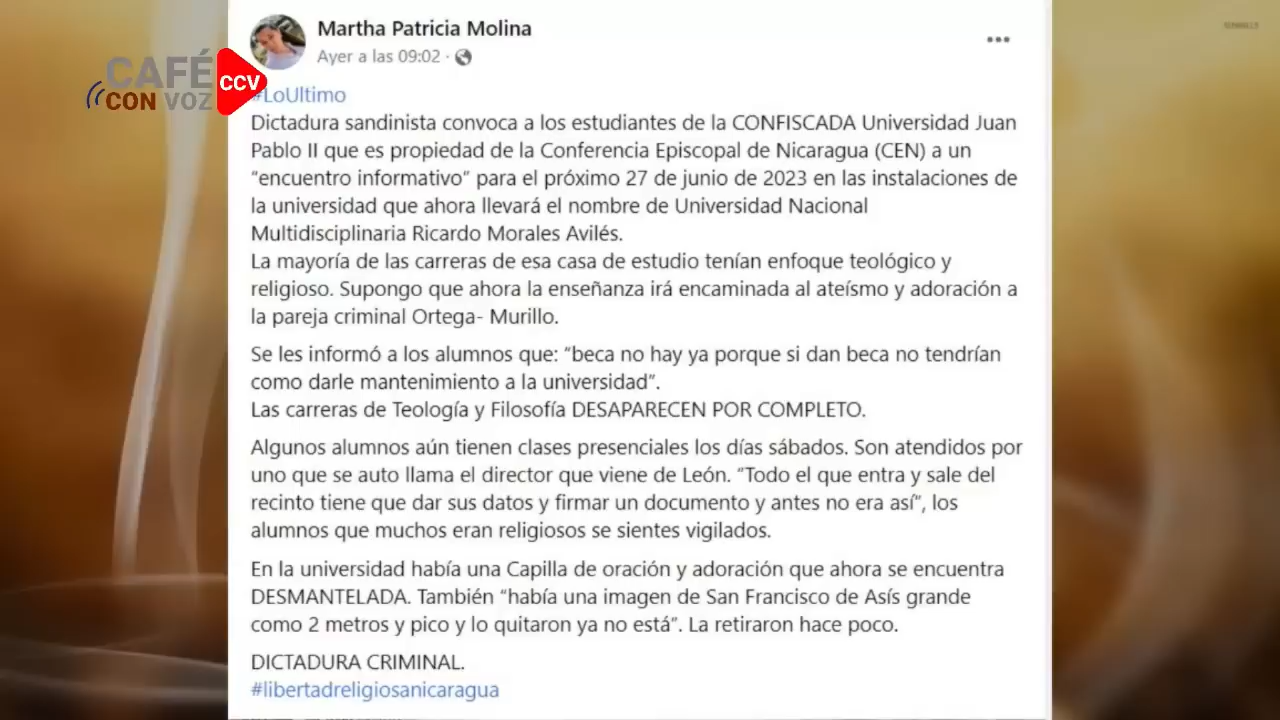 Martha Patricia Molina
Ayer a las 09:02 ·
CAFÉ
CON VOZ
CCV
#LoUltimo
Dictadura sandinista convoca a los estudiantes de la CONFISCADA Universidad Juan
Pablo II que es propiedad de la Conferencia Episcopal de Nicaragua (CEN) a un
“encuentro informativo” para el próximo 27 de junio de 2023 en las instalaciones de
la universidad que ahora llevará el nombre de Universidad Nacional
Multidisciplinaria Ricardo Morales Avilés.
La mayoría de las carreras de esa casa de estudio tenían enfoque teológico y
religioso. Supongo que ahora la enseñanza irá encaminada al ateísmo y adoración a
la pareja criminal Ortega- Murillo.
Se les informó a los alumnos que: “beca no hay ya porque si dan beca no tendrían
como darle mantenimiento a la universidad”.
Las carreras de Teología y Filosofía DESAPARECEN POR COMPLETO.
Algunos alumnos aún tienen clases presenciales los días sábados. Son atendidos por
uno que se auto llama el director que viene de León. “Todo el que entra y sale del
recinto tiene que dar sus datos y firmar un documento y antes no era así”, los
alumnos que muchos eran religiosos se sientes vigilados.
En la universidad había una Capilla de oración y adoración que ahora se encuentra
DESMANTELADA. También “había una imagen de San Francisco de Asís grande
como 2 metros y pico y lo quitaron ya no está”. La retiraron hace poco.
DICTADURA CRIMINAL.
#libertadreligiosanicaragua